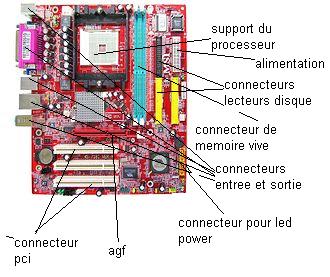 support du
processeur
alimentation
connecteurs
lecteurs disque
connecteur de
memoire vive
connecteurs
entree et sortie
connecteur pour led
power
connecteur
pci
agf